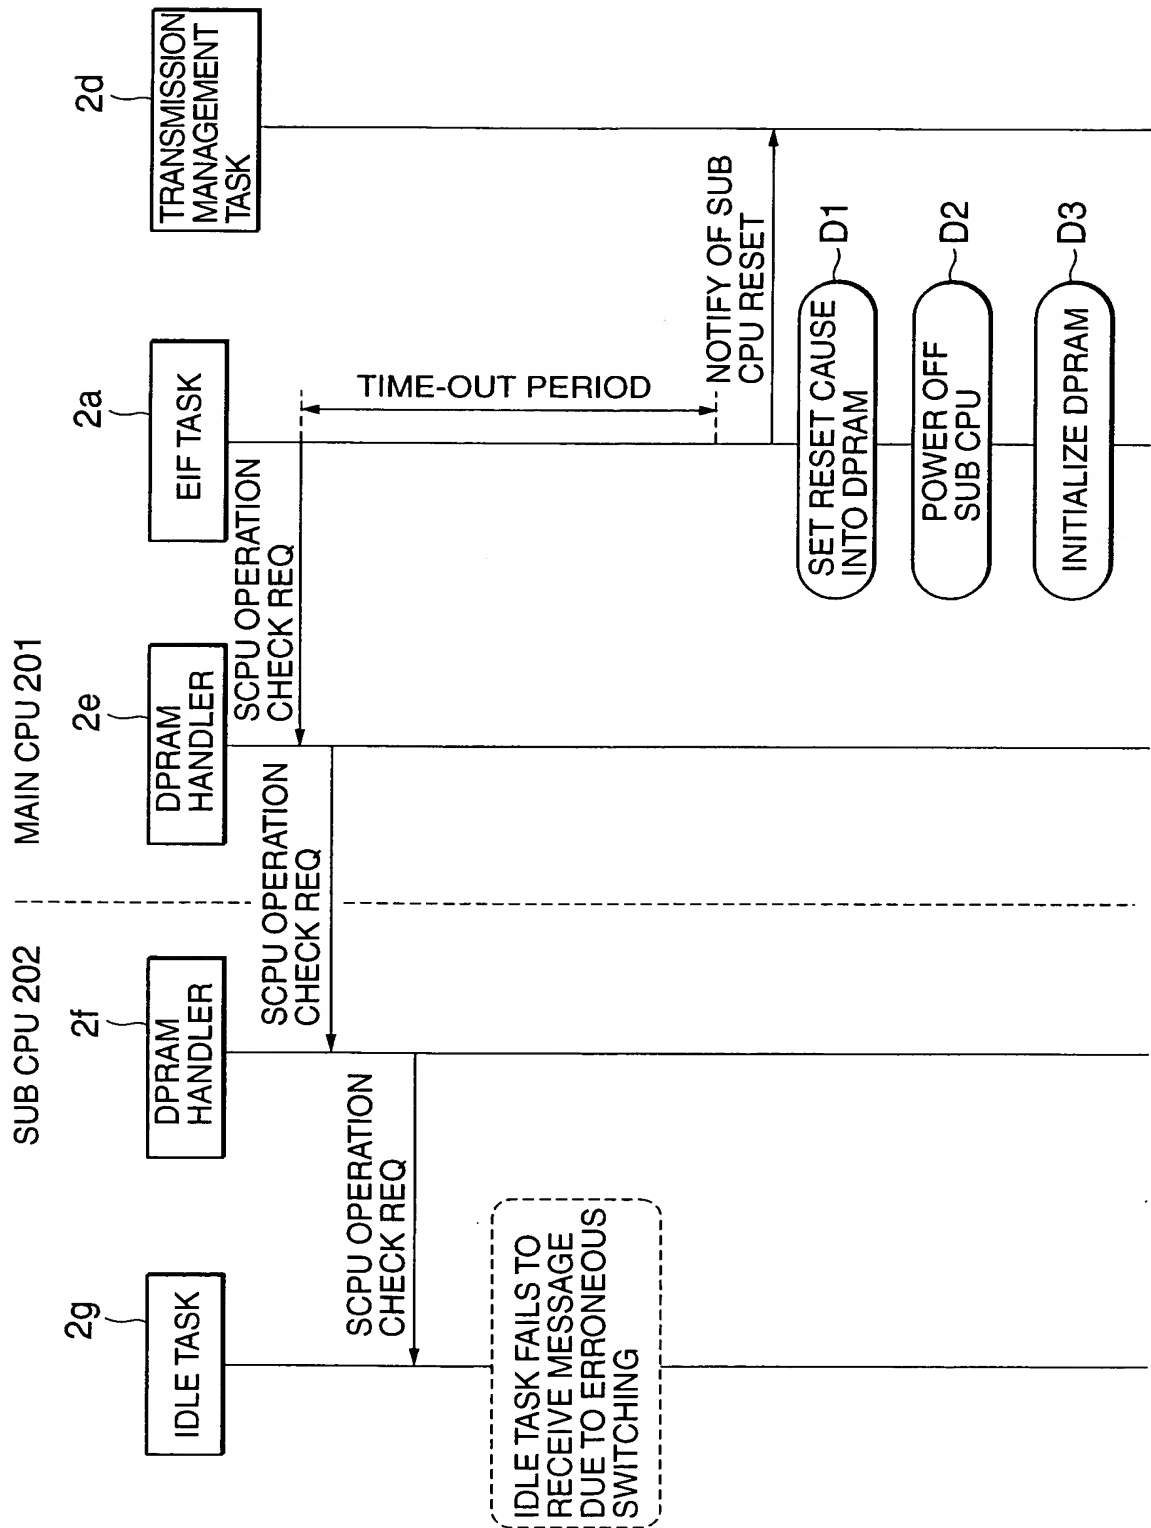 SUB CPU 202
MAIN CPU 201
2g
2f
2e
2a
2d
IDLE TASK
DPRAM
HANDLER
DPRAM
HANDLER
EIF TASK
TRANSMISSION
MANAGEMENT
TASK
SCPU OPERATION
CHECK REQ
SCPU OPERATION
CHECK REQ
SCPU OPERATION
CHECK REQ
TIME-OUT PERIOD
IDLE TASK FAILS TO
RECEIVE MESSAGE
DUE TO ERRONEOUS
SWITCHING
NOTIFY OF SUB
CPU RESET
SET RESET CAUSE
INTO DPRAM
D1
POWER OFF
SUB CPU
D2
INITIALIZE DPRAM
D3